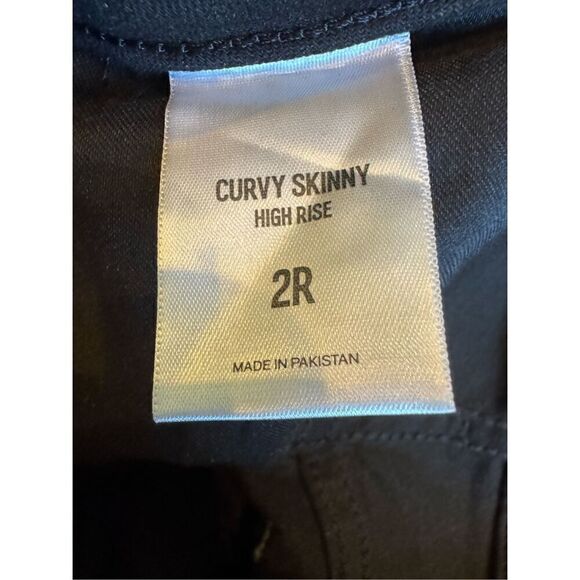 CURVY SKINNY
HIGH RISE
2R
MADE IN PAKISTAN